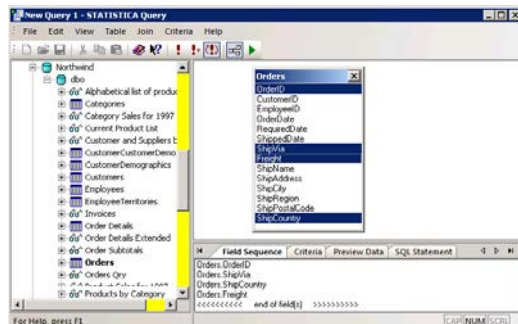 New Query 1 - STATISTICA Query
File Edit View Table Join Criteria Help
Northwind
dbo
Alphabetical list of produc
Categories
Category Sales for 1997
Current Product List
Customer and Suppliers b
CustomerCustomerDemo
CustomerDemographics
Customers
Employees
EmployeeTerritories
Invoices
Order Details
Order Details Extended
Order Subtotals
Orders
Orders Qry
Product Sales for 1997
Products by Category
Orders
OrderID
CustomerID
EmployeeID
OrderDate
RequiredDate
ShippedDate
ShipVia
Freight
ShipName
ShipAddress
ShipCity
ShipRegion
ShipPostalCode
ShipCountry
Field Sequence Criteria Preview Data SQL Statement
Orders.OrderID
Orders.ShipVia
Orders.ShipCountry
Orders.Freight
<<<<<<<<<< end of field(s) >>>>>>>>>>
For Help, press F1
CAP NUM SCRL